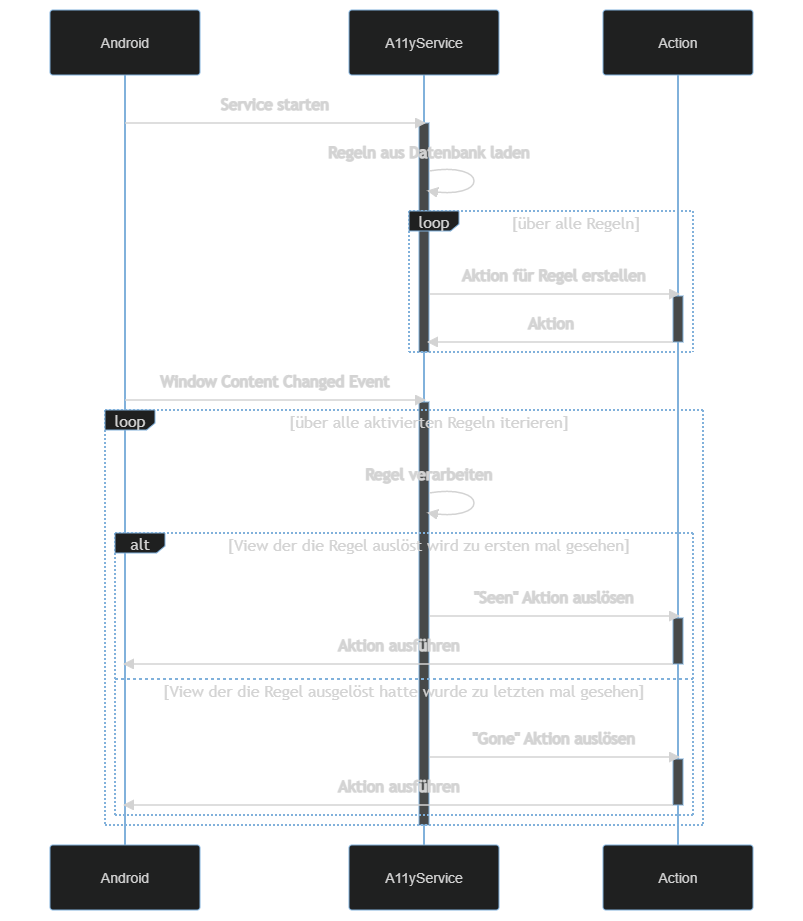 Android A11yService Action
Service starten
Regeln aus Datenbank laden
loop [über alle Regeln]
Aktion für Regel erstellen
Aktion
Window Content Changed Event
loop [über alle aktivierten Regeln iterieren]
Regel verarbeiten
alt [View der die Regel auslöst wird zu ersten mal gesehen]
"Seen" Aktion auslösen
Aktion ausführen
[View der die Regel ausgelöst hatte wurde zu letzten mal gesehen]
"Gone" Aktion auslösen
Aktion ausführen
Android A11yService Action